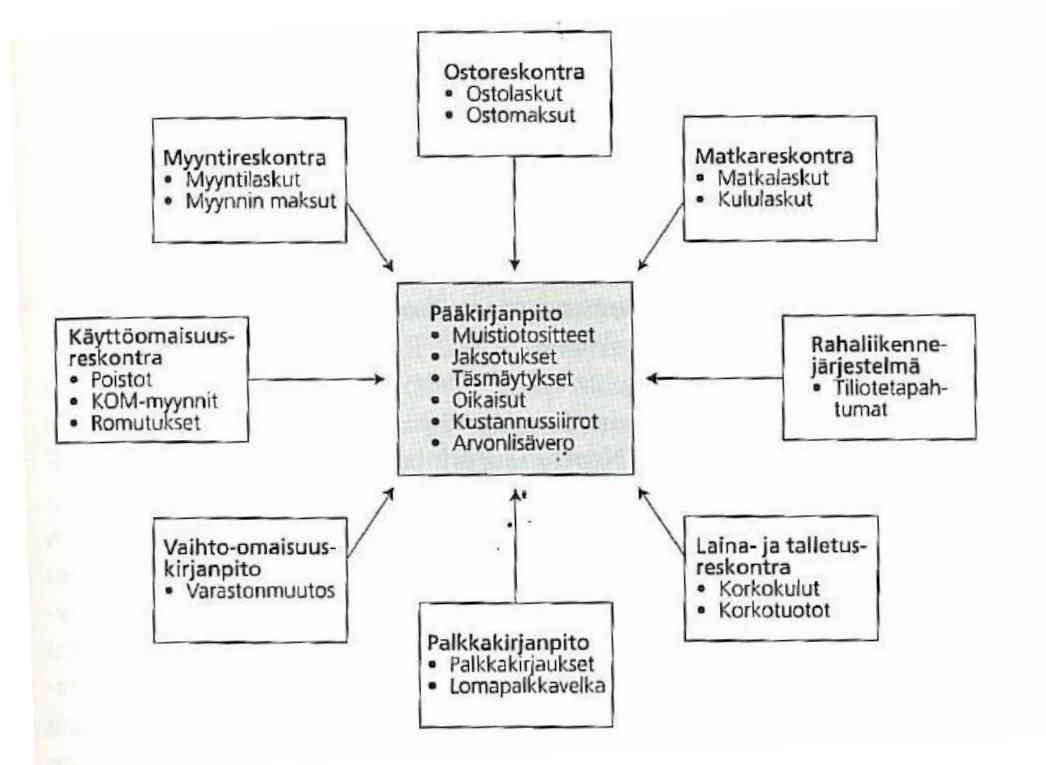 Ostoreskontra
• Ostolaskut
• Ostomaksut
Myyntireskontra
• Myyntilaskut
• Myynnin maksut
Matkareskontra
• Matkalaskut
• Kululaskut
Pääkirjanpito
• Muistiotositteet
• Jaksotukset
• Täsmäytykset
• Oikaisut
• Kustannussiirrot
• Arvonlisävero
Käyttöomaisuus-
reskontra
• Poistot
• KOM-myynnit
• Romutukset
Rahaliikenne-
järjestelmä
• Tiliotetapah-
tumat
Vaihto-omaisuus-
kirjanpito
• Varastonmuutos
Palkkakirjanpito
• Palkkakirjaukset
• Lomapalkkavelka
Laina- ja talletus-
reskontra
• Korkokulut
• Korkotuotot